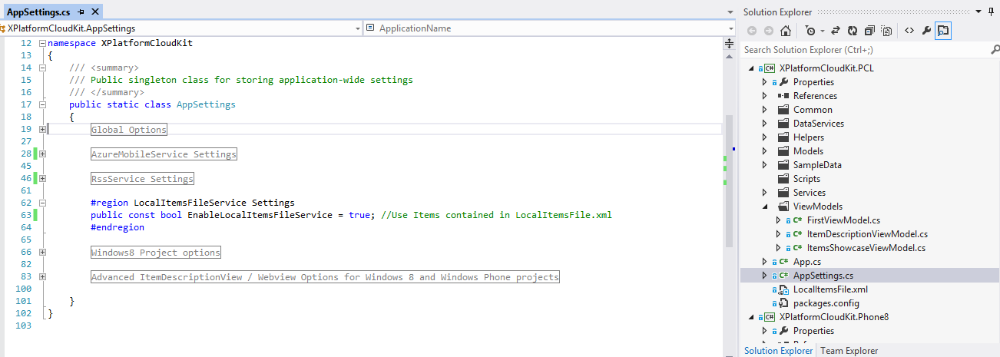 AppSettings.cs
XPlatformCloudKit.AppSettings
ApplicationName
12 namespace XPlatformCloudKit
13 {
14 /// <summary>
15 /// Public singleton class for storing application-wide settings
16 /// </summary>
17 public static class AppSettings
18 {
19 Global Options
27
28 AzureMobileService Settings
45
46 RssService Settings
61
62 #region LocalItemsFileService Settings
63 public const bool EnableLocalItemsFileService = true; //Use Items contained in LocalItemsFile.xml
64 #endregion
65
66 Windows8 Project options
82
83 Advanced ItemDescriptionView / Webview Options for Windows 8 and Windows Phone projects
100
101 }
102 }
103
Solution Explorer
Search Solution Explorer (Ctrl+;)
XPlatformCloudKit.PCL
Properties
References
Common
DataServices
Helpers
Models
SampleData
Scripts
Services
ViewModels
FirstViewModel.cs
ItemDescriptionViewModel.cs
ItemsShowcaseViewModel.cs
App.cs
AppSettings.cs
LocalItemsFile.xml
packages.config
XPlatformCloudKit.Phone8
Properties
Solution Explorer
Team Explorer